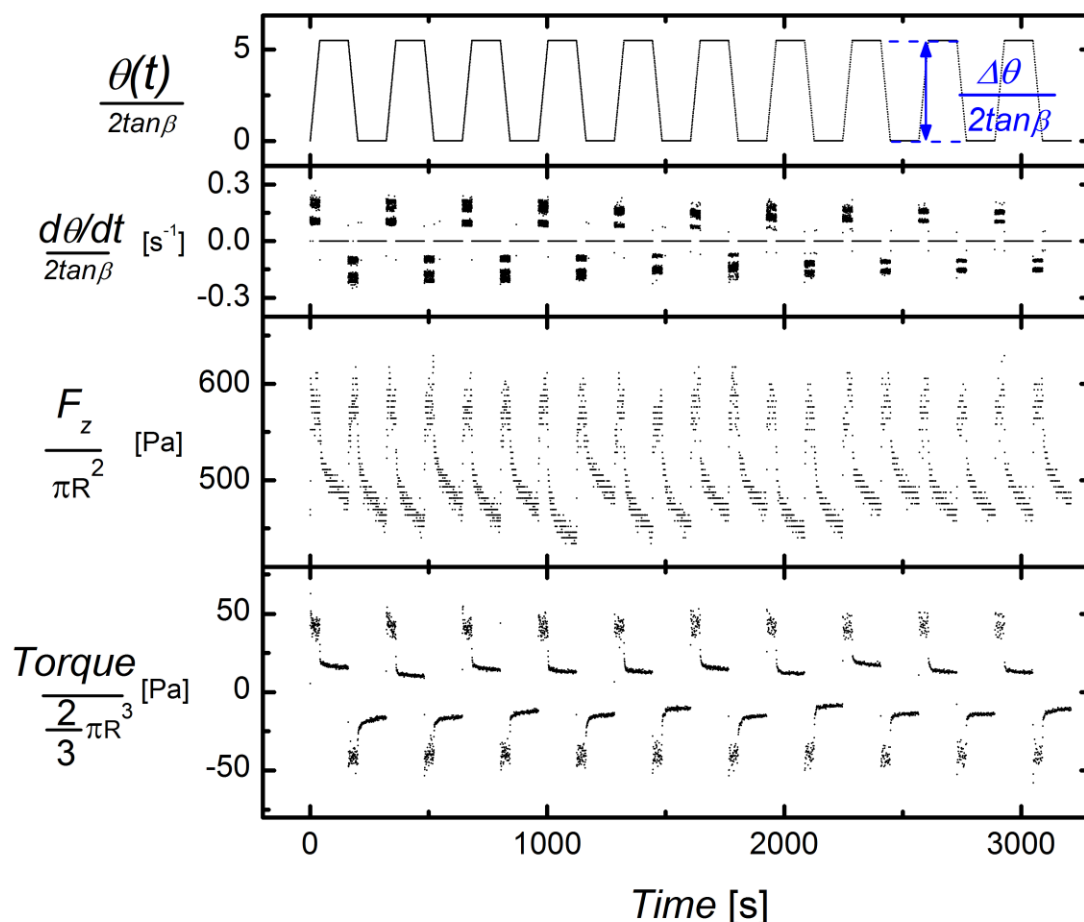 θ(t)
2tanβ
5
0
Δθ
2tanβ
dθ/dt [s⁻¹]
2tanβ
0.3
0.0
-0.3
F_z [Pa]
πR²
600
500
Torque [Pa]
2/3 πR³
50
0
-50
0 1000 2000 3000
Time [s]